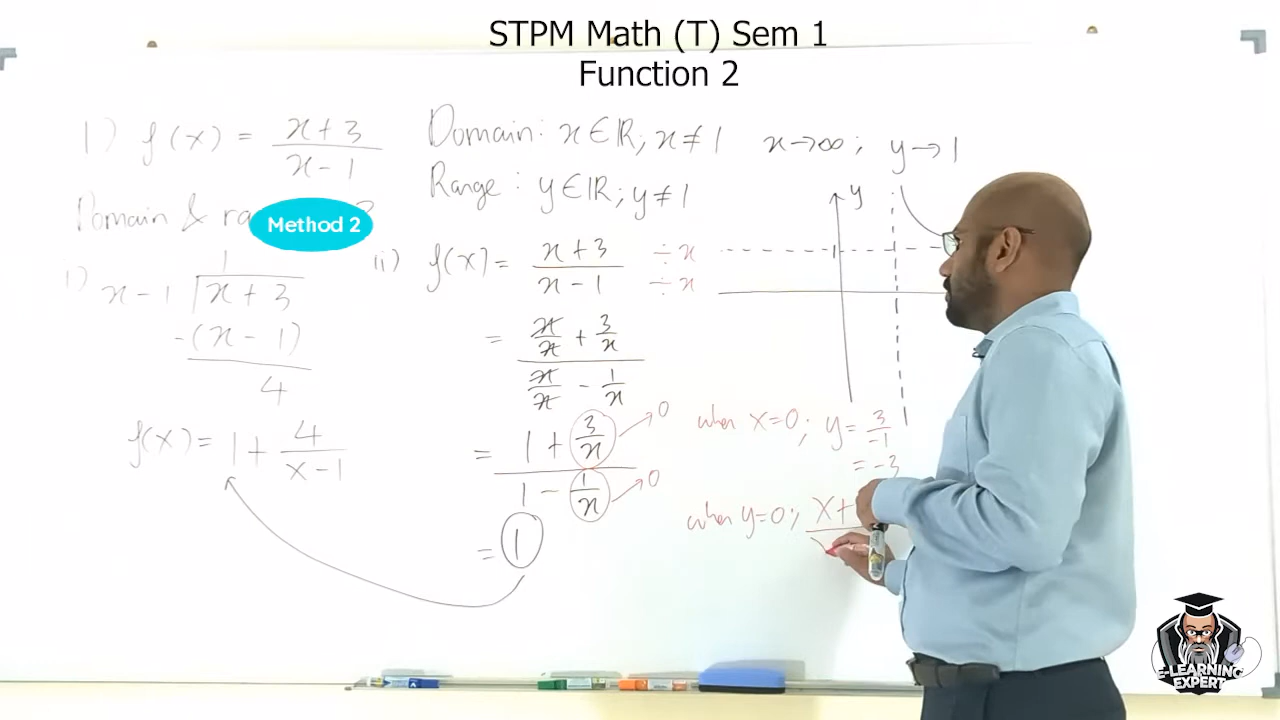 STPM Math (T) Sem 1
Function 2
1) f(x) = x+3
x-1
Domain: x∈ℝ; x≠1
x→∞; y→1
Range: y∈ℝ; y≠1
Domain & ra
Method 2
y
1
1
i) 1
x-1 x+3
-(x-1)
4
f(x) = 1 + 4
x-1
ii) f(x) = x+3 ÷x
x-1 ÷x
= x/x + 3/x
x/x - 1/x
= 1 + 3/x →0
1 - 1/x →0
= 1
when x=0; y= 3
-1
= -3
when y=0; x+
E-LEARNING
EXPERT